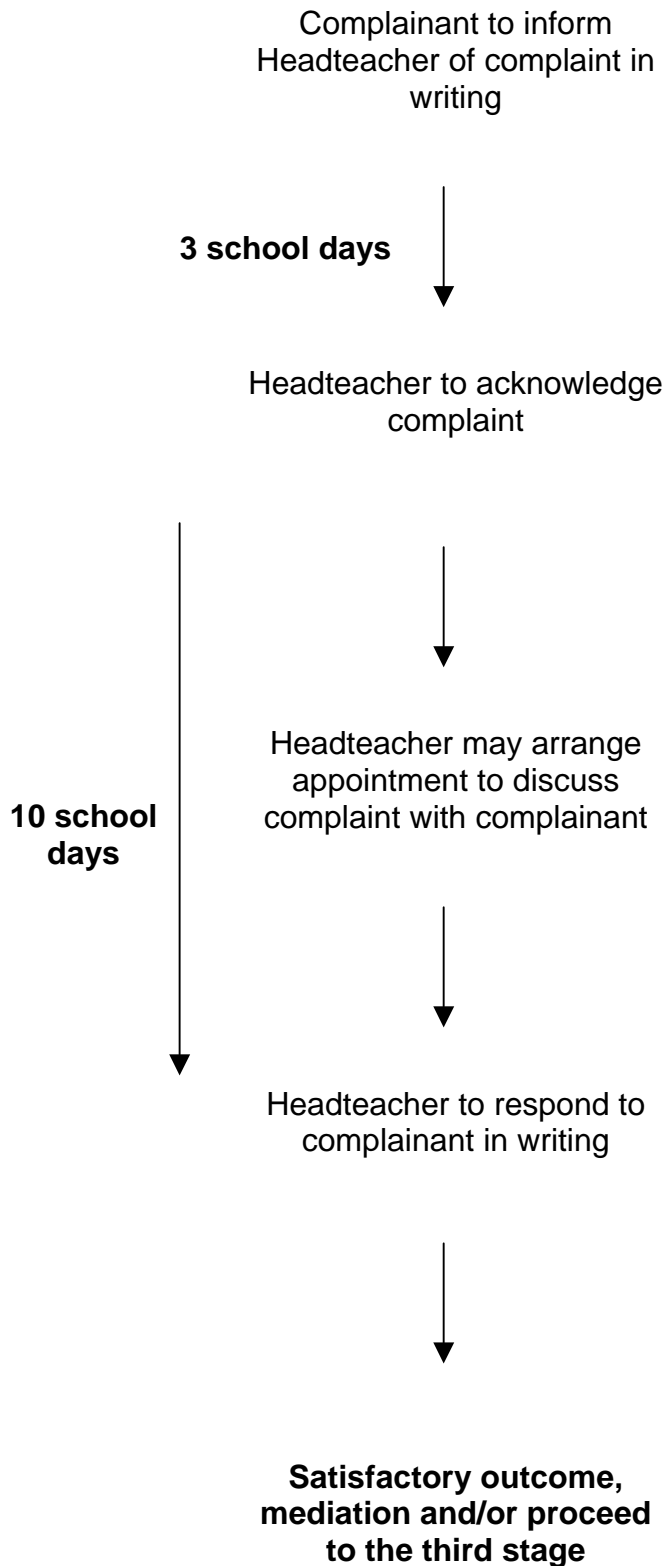 Complainant to inform
Headteacher of complaint in
writing
3 school days
Headteacher to acknowledge
complaint
Headteacher may arrange
appointment to discuss
complaint with complainant
10 school
days
Headteacher to respond to
complainant in writing
Satisfactory outcome,
mediation and/or proceed
to the third stage